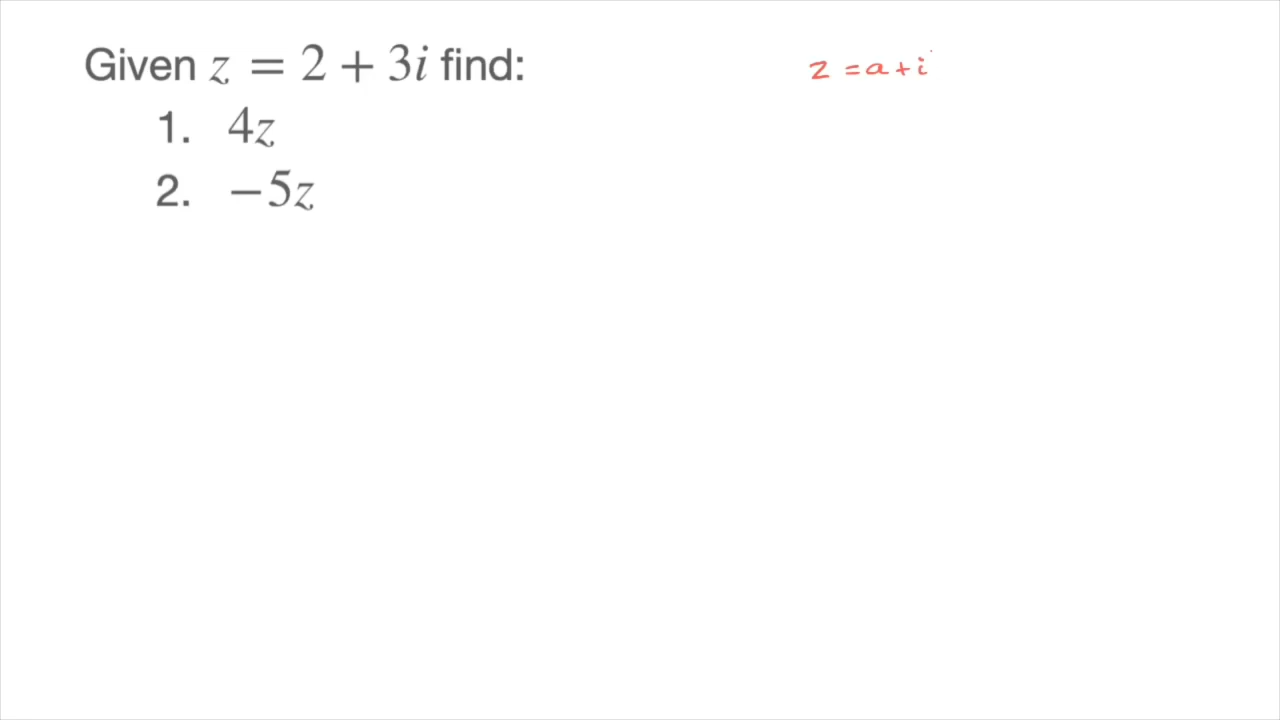 Given z = 2 + 3i find:
z = a + i
1. 4z
2. −5z